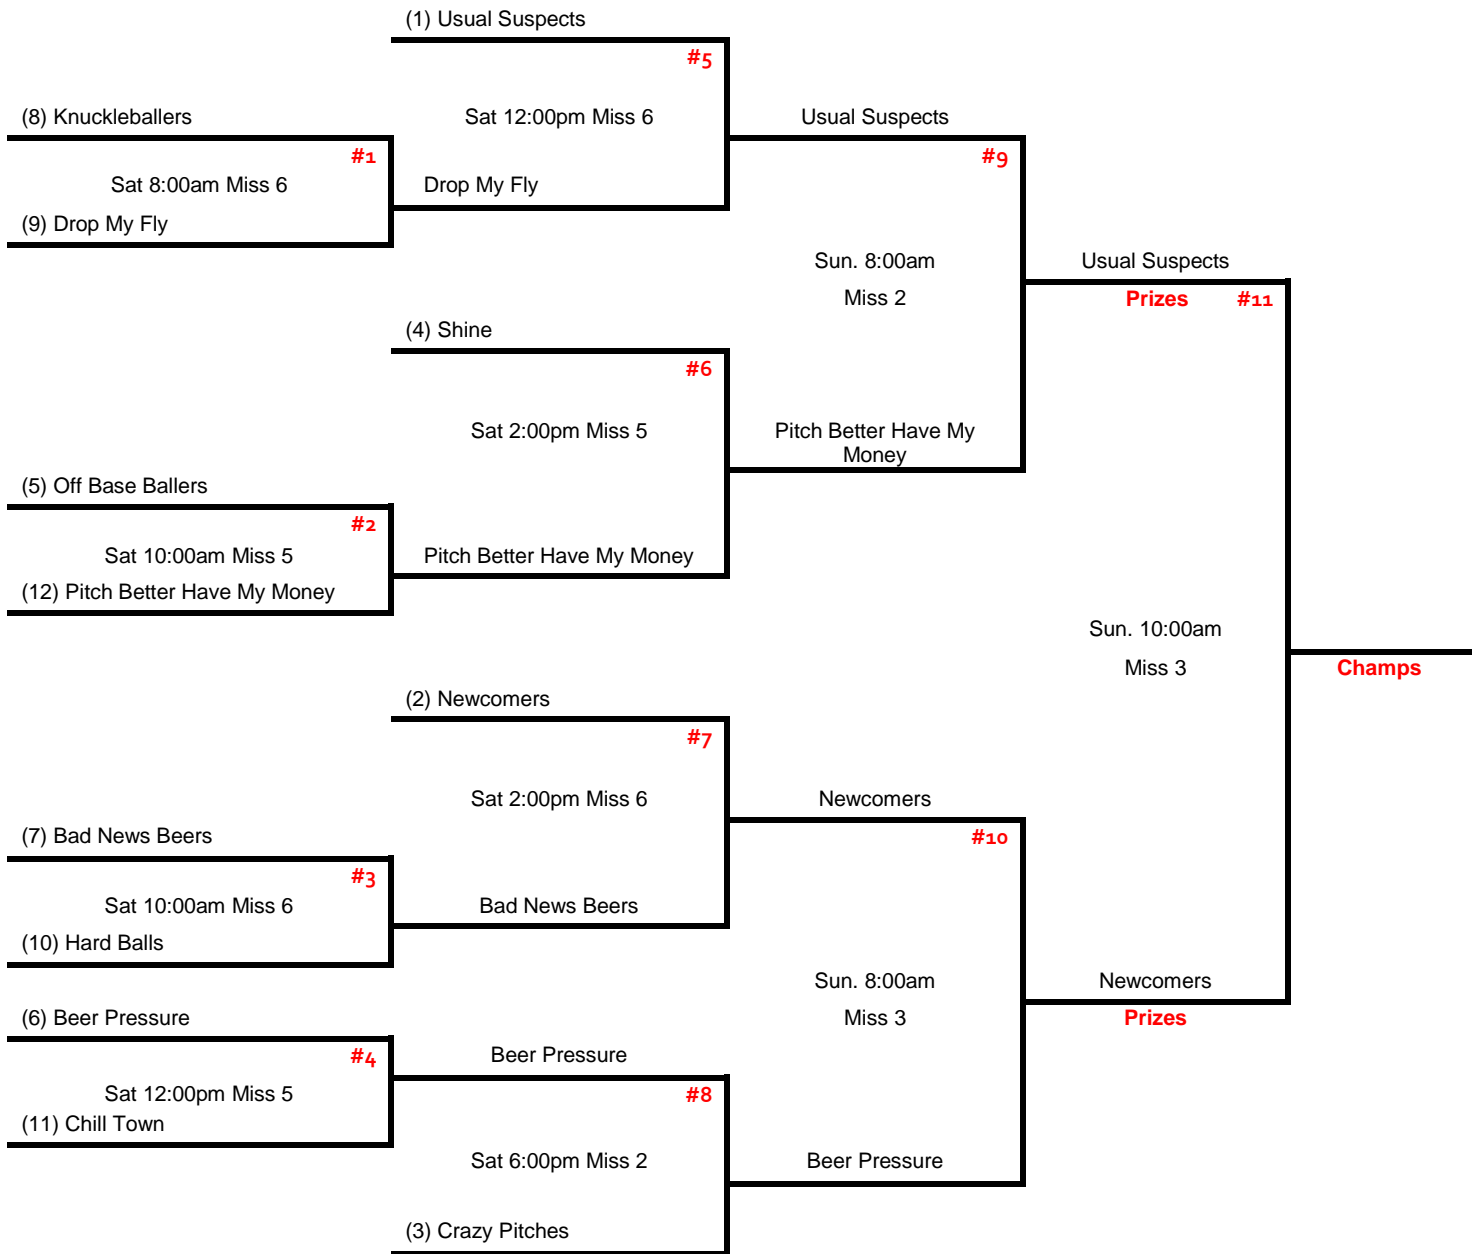 (1) Usual Suspects
#5
(8) Knuckleballers
Sat 12:00pm Miss 6
Usual Suspects
#1
#9
Sat 8:00am Miss 6
Drop My Fly
(9) Drop My Fly
Sun. 8:00am
Usual Suspects
Miss 2
Prizes #11
(4) Shine
#6
Sat 2:00pm Miss 5
Pitch Better Have My
Money
(5) Off Base Ballers
#2
Sat 10:00am Miss 5
Pitch Better Have My Money
(12) Pitch Better Have My Money
Sun. 10:00am
Miss 3
Champs
(2) Newcomers
#7
Sat 2:00pm Miss 6
Newcomers
(7) Bad News Beers
#10
#3
Sat 10:00am Miss 6
Bad News Beers
(10) Hard Balls
Sun. 8:00am
Newcomers
(6) Beer Pressure
Miss 3
Prizes
#4
Beer Pressure
Sat 12:00pm Miss 5
#8
(11) Chill Town
Sat 6:00pm Miss 2
Beer Pressure
(3) Crazy Pitches